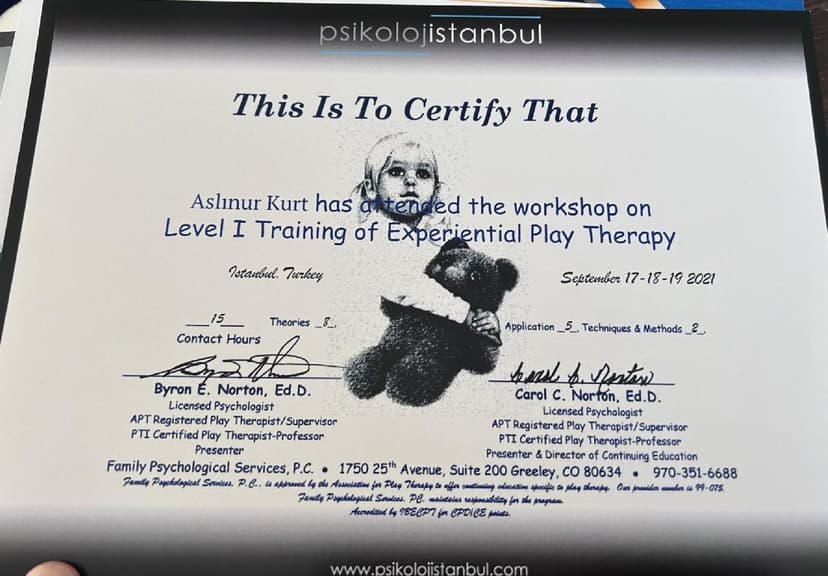 psikolojistanbul
This Is To Certify That
Aslınur Kurt has attended the workshop on
Level I Training of Experiential Play Therapy
Istanbul, Turkey
September 17-18-19 2021
15 Theories 8, Application 5, Techniques & Methods 2,
Contact Hours
Byron E. Norton, Ed.D.
Licensed Psychologist
APT Registered Play Therapist/Supervisor
PTI Certified Play Therapist-Professor
Presenter
Carol C. Norton
Carol C. Norton, Ed.D.
Licensed Psychologist
APT Registered Play Therapist/Supervisor
PTI Certified Play Therapist-Professor
Presenter & Director of Continuing Education
Family Psychological Services, P.C. • 1750 25th Avenue, Suite 200 Greeley, CO 80634 • 970-351-6688
Family Psychological Services, P.C., is approved by the Association for Play Therapy to offer continuing education specific to play therapy. Our provider number is 99-075.
Family Psychological Services, PC. maintains responsibility for the program.
Accredited by IBECPT for CPD/CE points.
www.psikolojistanbul.com